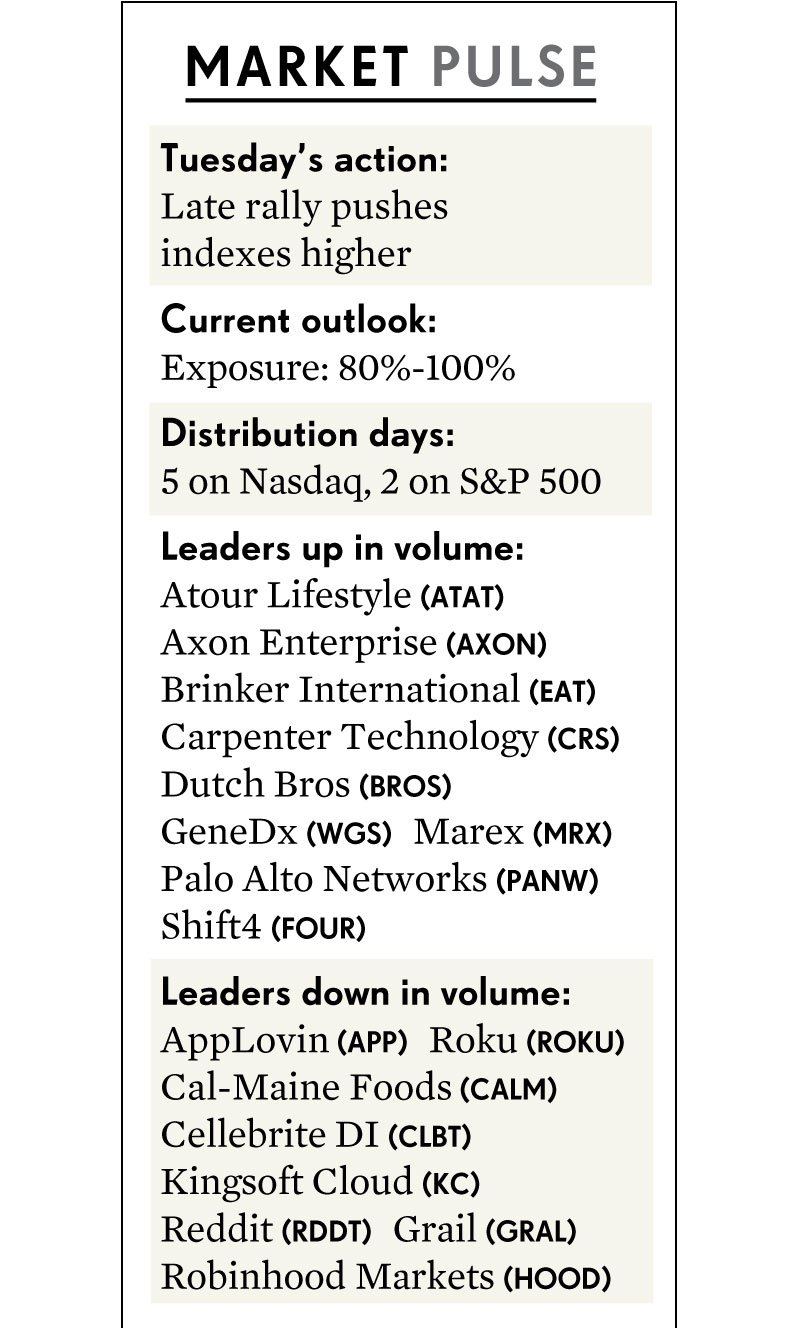 MARKET PULSE
Tuesday’s action:
Late rally pushes
indexes higher
Current outlook:
Exposure: 80%-100%
Distribution days:
5 on Nasdaq, 2 on S&P 500
Leaders up in volume:
Atour Lifestyle (ATAT)
Axon Enterprise (AXON)
Brinker International (EAT)
Carpenter Technology (CRS)
Dutch Bros (BROS)
GeneDx (WGS) Marex (MRX)
Palo Alto Networks (PANW)
Shift4 (FOUR)
Leaders down in volume:
AppLovin (APP) Roku (ROKU)
Cal-Maine Foods (CALM)
Cellebrite DI (CLBT)
Kingsoft Cloud (KC)
Reddit (RDDT) Grail (GRAL)
Robinhood Markets (HOOD)